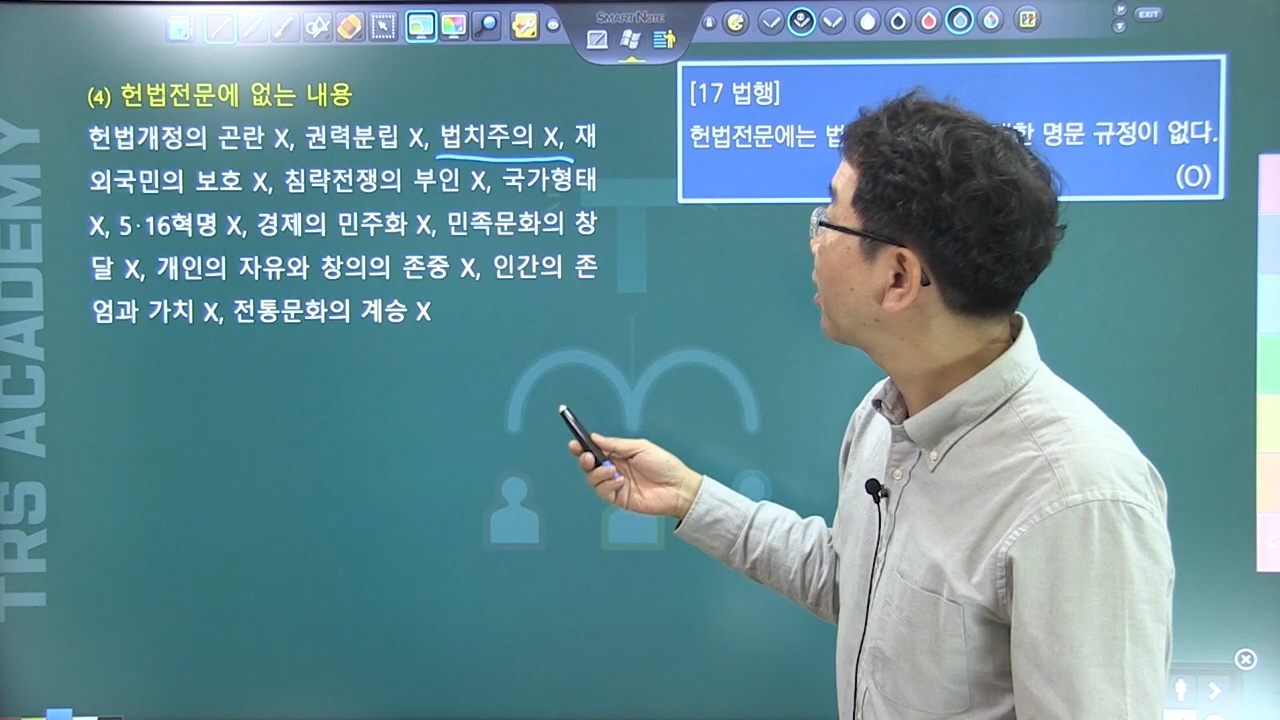 SMART NOTE
EXIT
(4) 헌법전문에 없는 내용
헌법개정의 곤란 X, 권력분립 X, 법치주의 X, 재
외국민의 보호 X, 침략전쟁의 부인 X, 국가형태
X, 5·16혁명 X, 경제의 민주화 X, 민족문화의 창
달 X, 개인의 자유와 창의의 존중 X, 인간의 존
엄과 가치 X, 전통문화의 계승 X
[17 법행]
헌법전문에는 명문 규정이 없다.
(O)
TRS ACADEMY